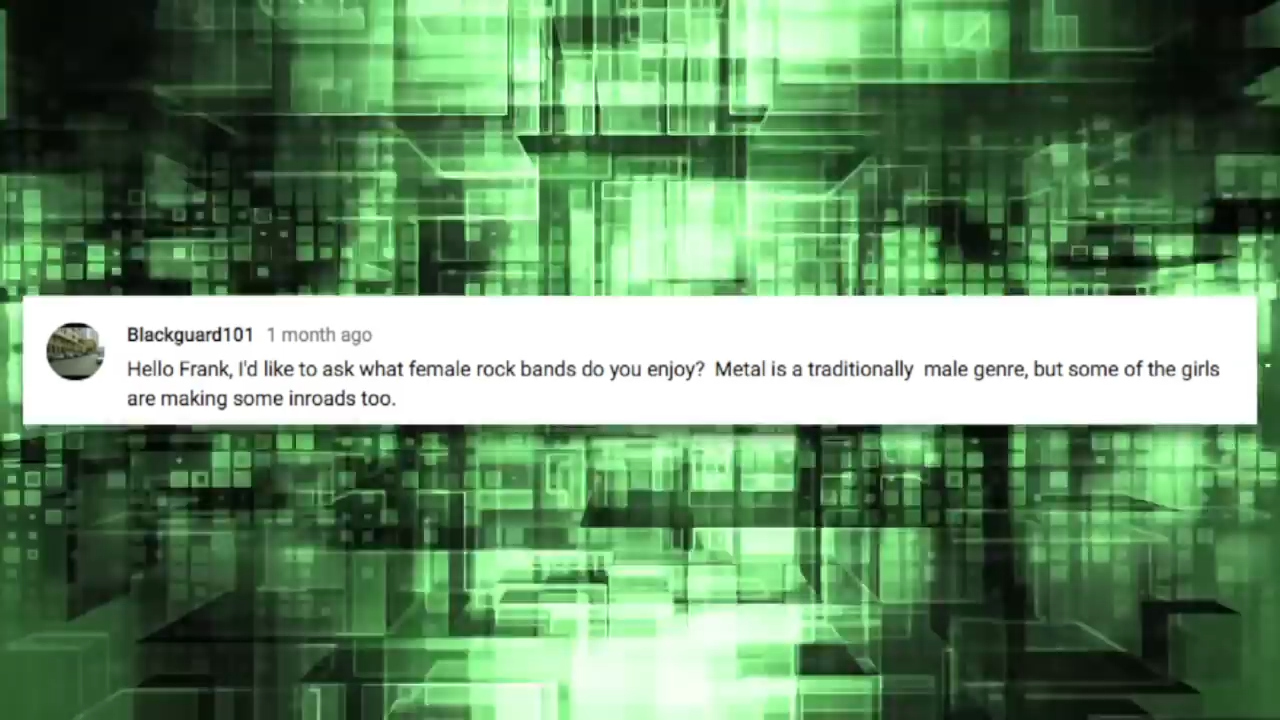 Blackguard101 1 month ago
Hello Frank, I'd like to ask what female rock bands do you enjoy?  Metal is a traditionally  male genre, but some of the girls
are making some inroads too.